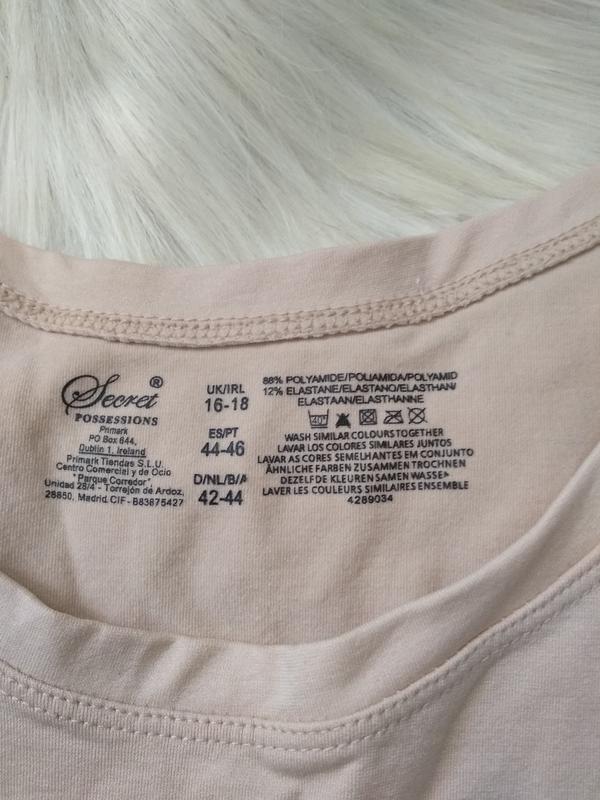 Secret®
POSSESSIONS
Primark
PO Box 644,
Dublin 1, Ireland
Primark Tiendas S.L.U.
Centro Comercial y de Ocio
"Parque Corredor",
Unidad 28/4 - Torrejón de Ardoz,
28850, Madrid. CIF - B83875427
UK/IRL
16-18
ES/PT
44-46
D/NL/B/A
42-44
88% POLYAMIDE/POLIAMIDA/POLYAMID
12% ELASTANE/ELASTANO/ELASTHAN/
ELASTAAN/ELASTHANNE
40°
WASH SIMILAR COLOURS TOGETHER
LAVAR LOS COLORES SIMILARES JUNTOS
LAVAR AS CORES SEMELHANTES EM CONJUNTO
ÄHNLICHE FARBEN ZUSAMMEN TROCHNEN
DEZELFDE KLEUREN SAMEN WASSEN
LAVER LES COULEURS SIMILAIRES ENSEMBLE
4289034